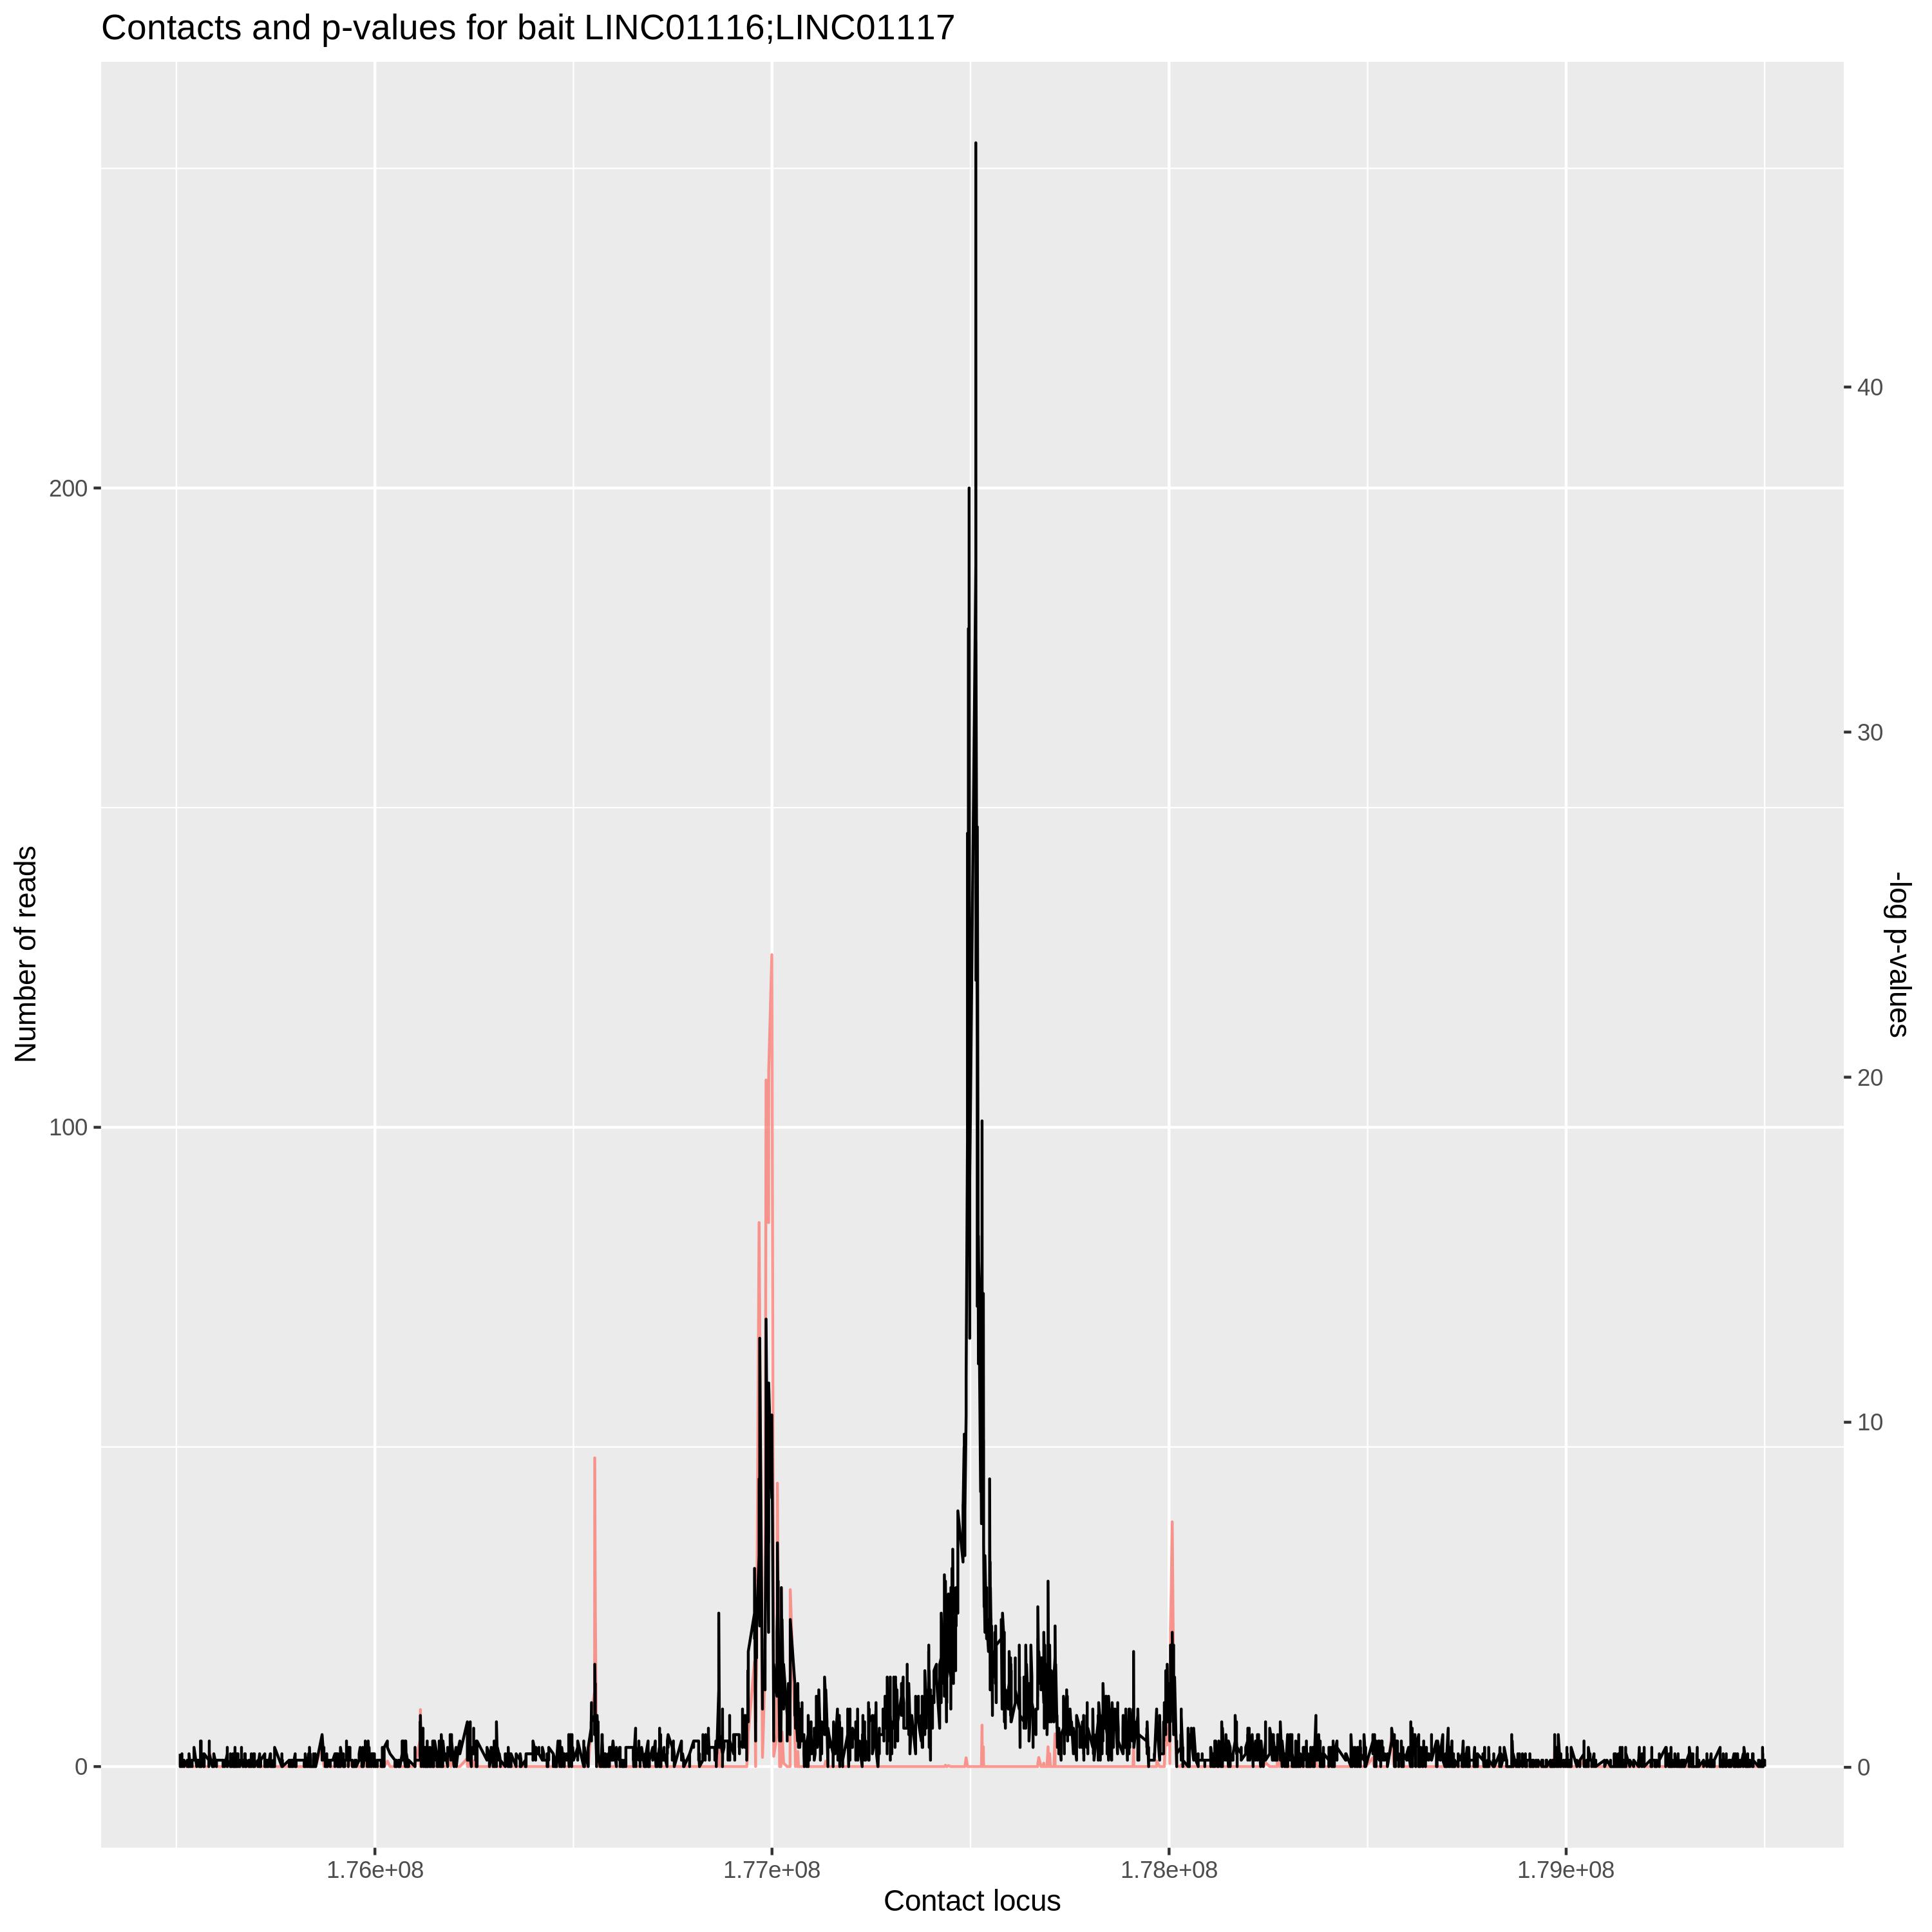 Contacts and p-values for bait LINC01116;LINC01117
Number of reads
200
100
0
40
30
20
10
0
-log p-values
1.76e+08 1.77e+08 1.78e+08 1.79e+08
Contact locus